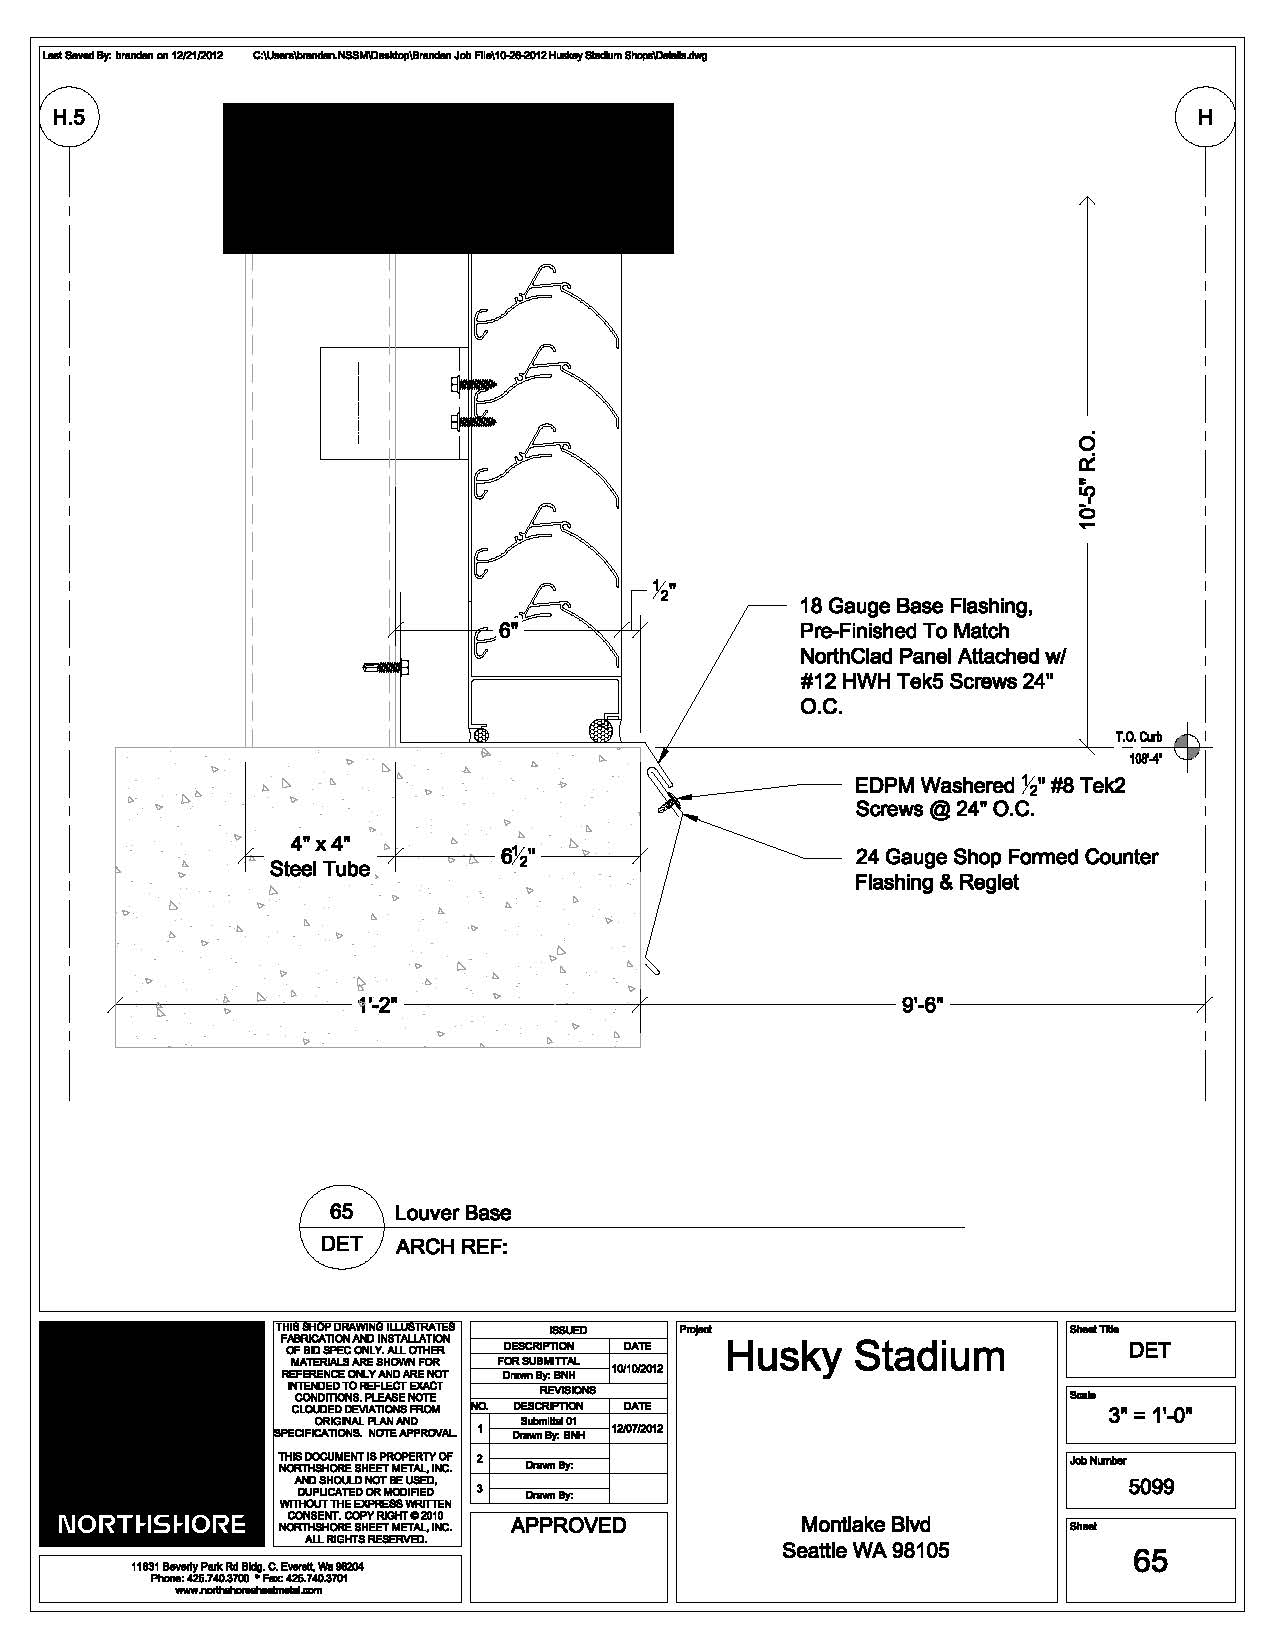 Last Saved By: brandan on 12/21/2012 C:\Users\brandan.NSSM\Desktop\Brandan Job File\10-26-2012 Huskey Stadium Shops\Details.dwg
H.5
H
10'-5" R.O.
1⁄2"
6"
18 Gauge Base Flashing,
Pre-Finished To Match
NorthClad Panel Attached w/
#12 HWH Tek5 Screws 24"
O.C.
T.O. Curb
108'-4"
EDPM Washered 1⁄2" #8 Tek2
Screws @ 24" O.C.
4" x 4"
Steel Tube
6 1⁄2"
24 Gauge Shop Formed Counter
Flashing & Reglet
1'-2"
9'-6"
65
DET
Louver Base
ARCH REF:
NORTHSHORE
11831 Beverly Park Rd Bldg. C. Everett, Wa 98204
Phone: 425.740.3700 * Fax: 425.740.3701
www.northshoresheetmetal.com
THIS SHOP DRAWING ILLUSTRATES
FABRICATION AND INSTALLATION
OF BID SPEC ONLY. ALL OTHER
MATERIALS ARE SHOWN FOR
REFERENCE ONLY AND ARE NOT
INTENDED TO REFLECT EXACT
CONDITIONS. PLEASE NOTE
CLOUDED DEVIATIONS FROM
ORIGINAL PLAN AND
SPECIFICATIONS. NOTE APPROVAL.
THIS DOCUMENT IS PROPERTY OF
NORTHSHORE SHEET METAL, INC.
AND SHOULD NOT BE USED,
DUPLICATED OR MODIFIED
WITHOUT THE EXPRESS WRITTEN
CONSENT. COPY RIGHT © 2010
NORTHSHORE SHEET METAL, INC.
ALL RIGHTS RESERVED.
ISSUED
DESCRIPTION DATE
FOR SUBMITTAL
Drawn By: BNH 10/10/2012
REVISIONS
NO. DESCRIPTION DATE
1 Submittal 01 12/07/2012
Drawn By: BNH
2
Drawn By:
3
Drawn By:
APPROVED
Project
Husky Stadium
Montlake Blvd
Seattle WA 98105
Sheet Title
DET
Scale
3" = 1'-0"
Job Number
5099
Sheet
65